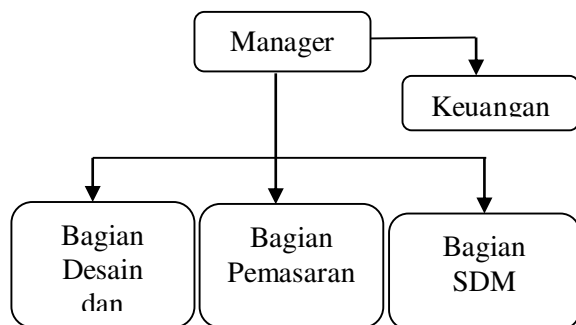 Manager
Keuangan
Bagian
Desain
dan
Bagian
Pemasaran
Bagian
SDM